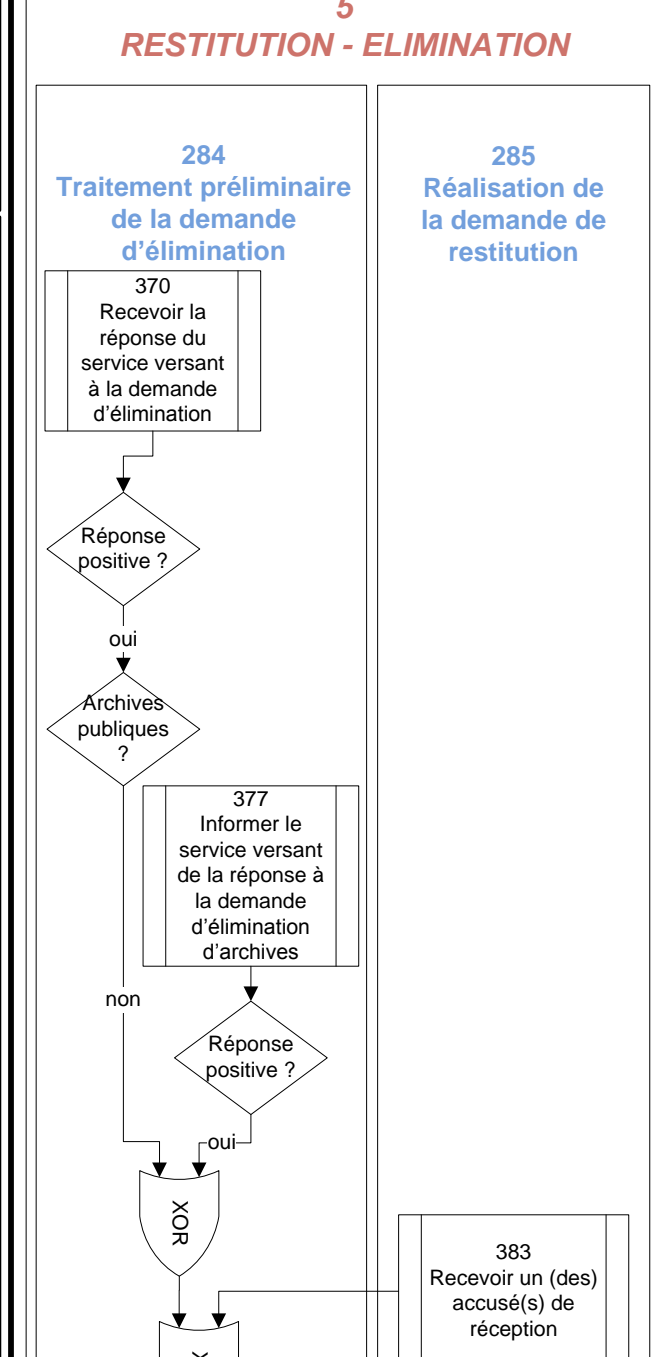 5
RESTITUTION - ELIMINATION
284
Traitement préliminaire
de la demande
d'élimination
285
Réalisation de
la demande de
restitution
370
Recevoir la
réponse du
service versant
à la demande
d'élimination
Réponse
positive ?
oui
Archives
publiques
?
377
Informer le
service versant
de la réponse à
la demande
d'élimination
d'archives
non
Réponse
positive ?
oui
XOR
383
Recevoir un (des)
accusé(s) de
réception